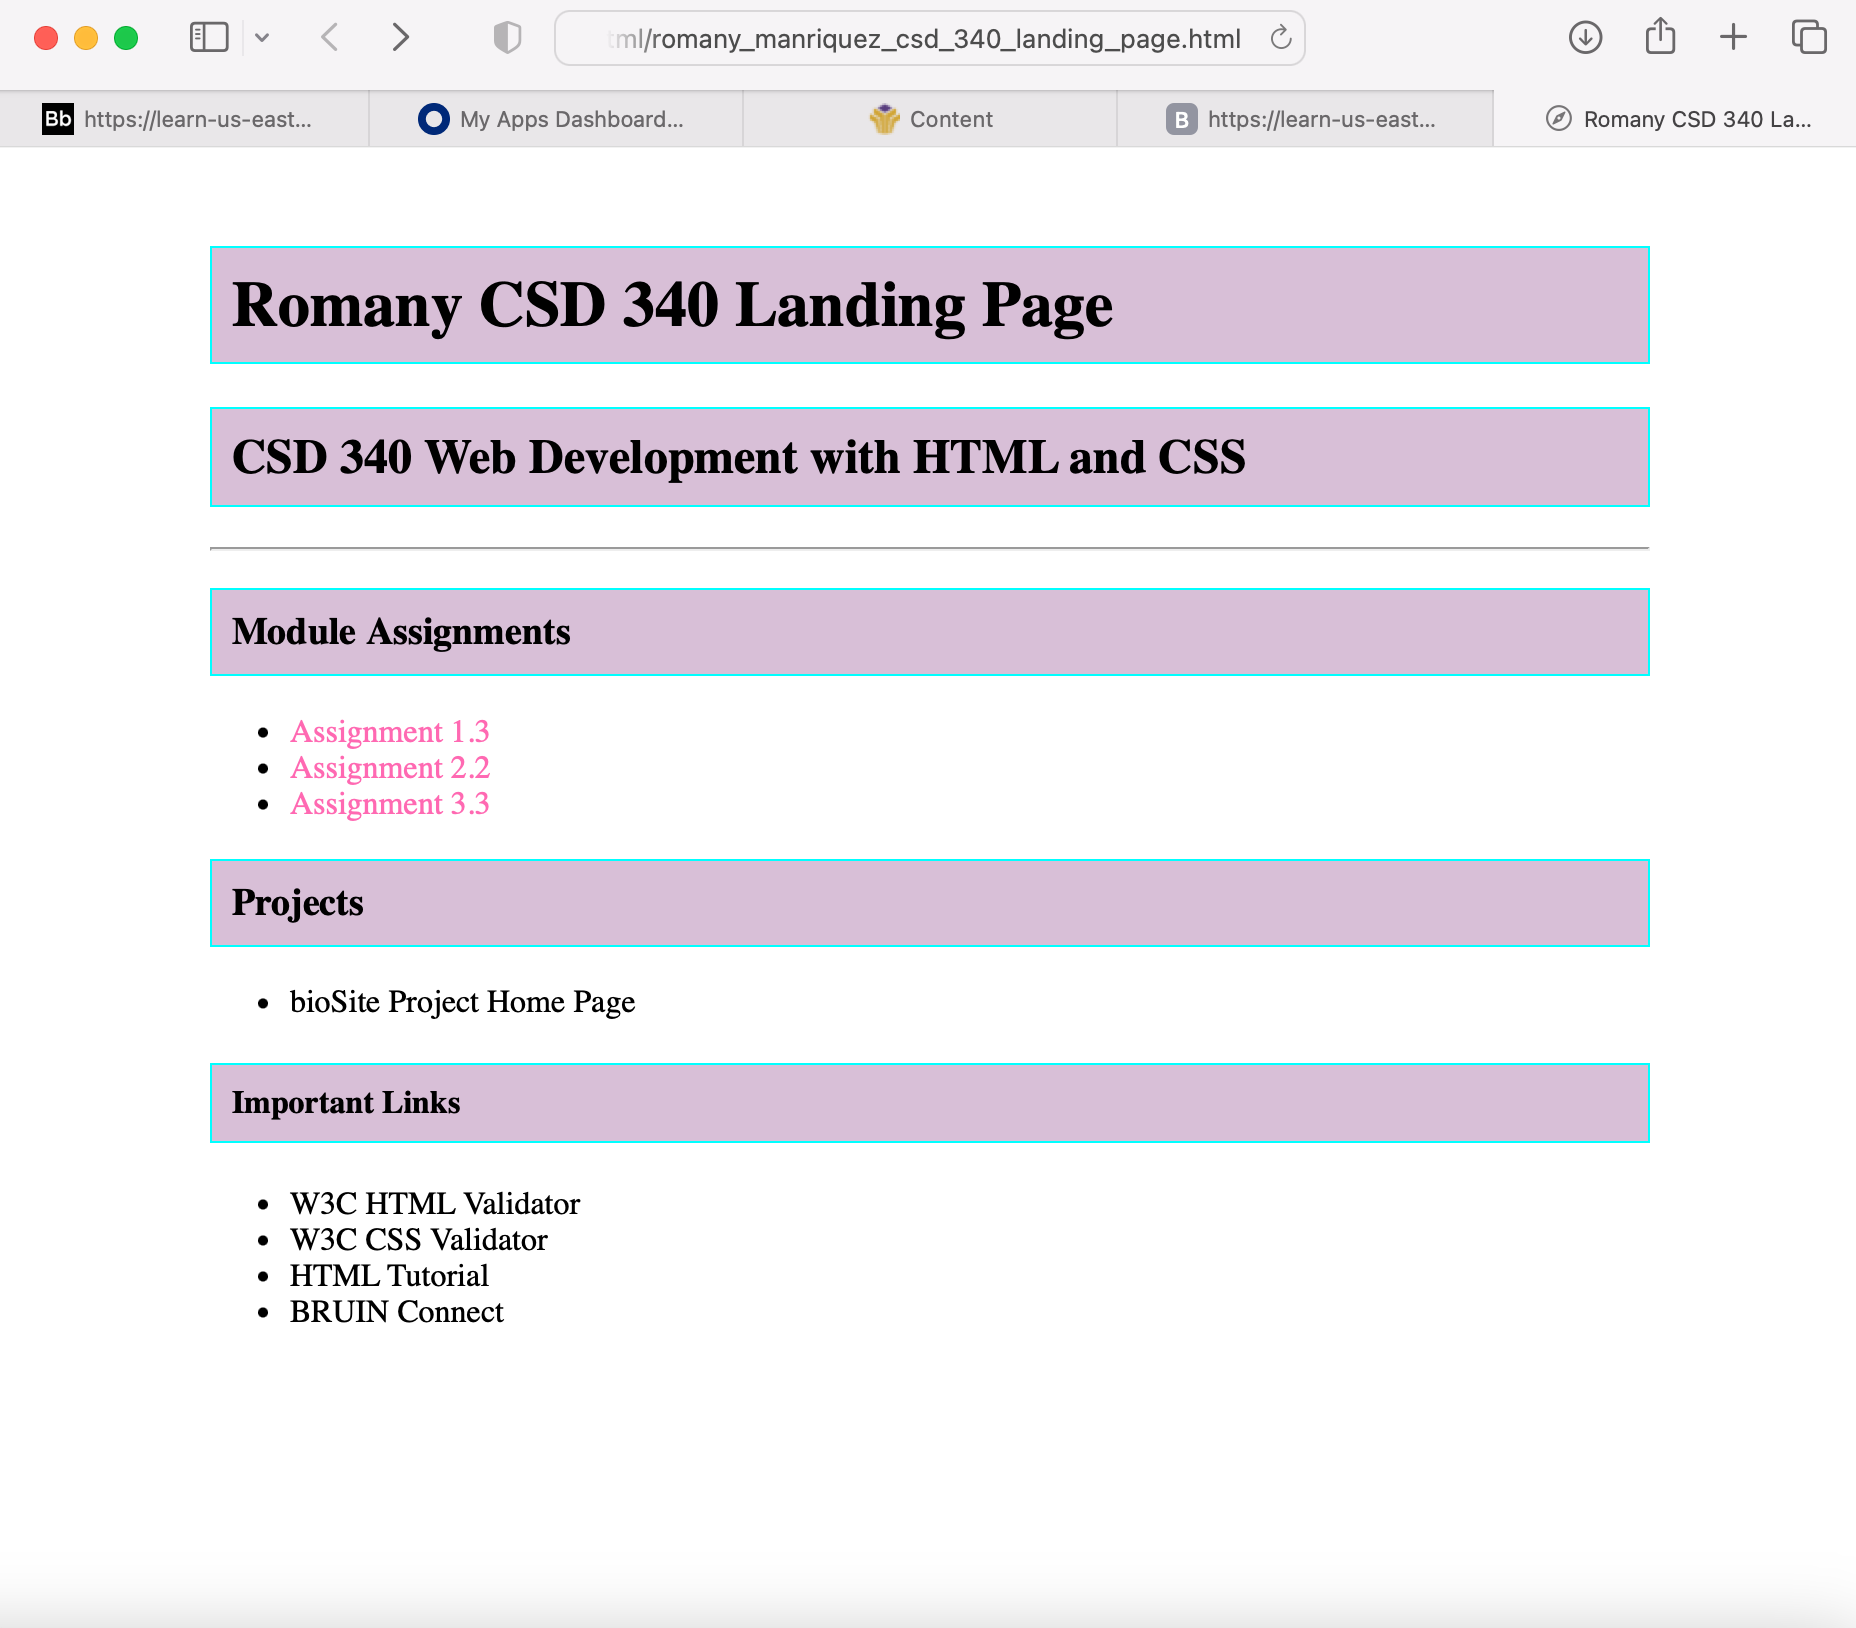 tml/romany_manriquez_csd_340_landing_page.html
Bb https://learn-us-east...
My Apps Dashboard...
Content
B https://learn-us-east...
Romany CSD 340 La...
Romany CSD 340 Landing Page
CSD 340 Web Development with HTML and CSS
Module Assignments
Assignment 1.3
Assignment 2.2
Assignment 3.3
Projects
bioSite Project Home Page
Important Links
W3C HTML Validator
W3C CSS Validator
HTML Tutorial
BRUIN Connect